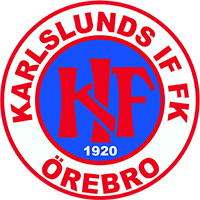 KARLSLUNDS IF FK
KIF
1920
ÖREBRO